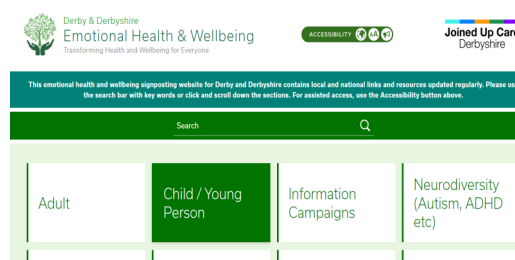 Derby & Derbyshire
Emotional Health & Wellbeing
Transforming Health and Wellbeing for Everyone
ACCESSIBILITY
AA
Joined Up Care
Derbyshire
This emotional health and wellbeing signposting website for Derby and Derbyshire contains local and national links and resources updated regularly. Please us
the search bar with key words or click and scroll down the sections. For assisted access, use the Accessibility button above.
Search
Adult
Child / Young
Person
Information
Campaigns
Neurodiversity
(Autism, ADHD
etc)